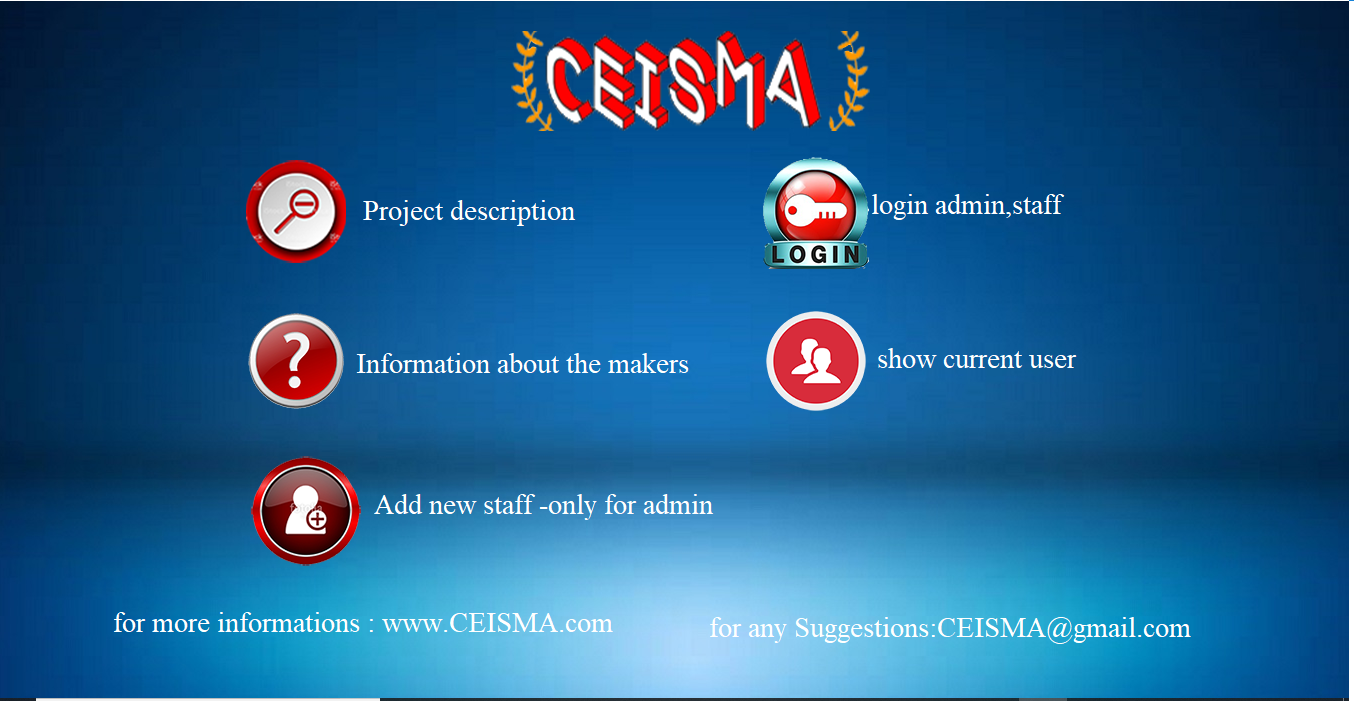 CEISMA
Project description
login admin,staff
LOGIN
Information about the makers
show current user
Add new staff -only for admin
for more informations : www.CEISMA.com
for any Suggestions:CEISMA@gmail.com